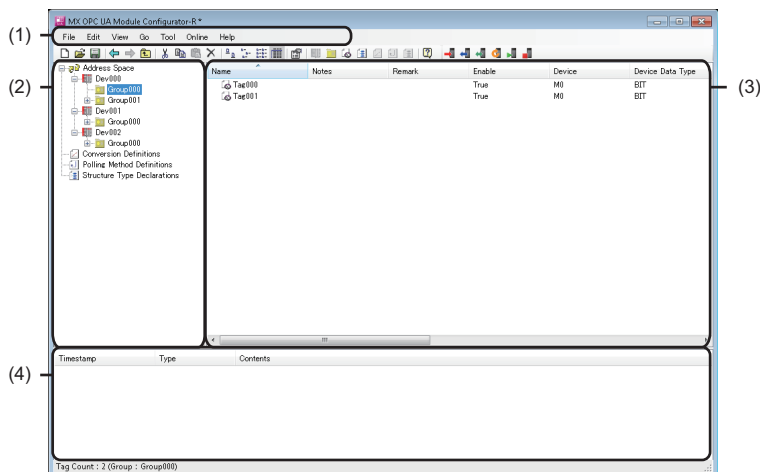 MX OPC UA Module Configurator-R *
(1)
File Edit View Go Tool Online Help
(2)
Address Space
Dev000
Group000
Group001
Dev001
Group000
Dev002
Group000
Conversion Definitions
Polling Method Definitions
Structure Type Declarations
(3)
Name Notes Remark Enable Device Device Data Type
Tag000 True M0 BIT
Tag001 True M0 BIT
(4)
Timestamp Type Contents
Tag Count : 2 (Group : Group000)